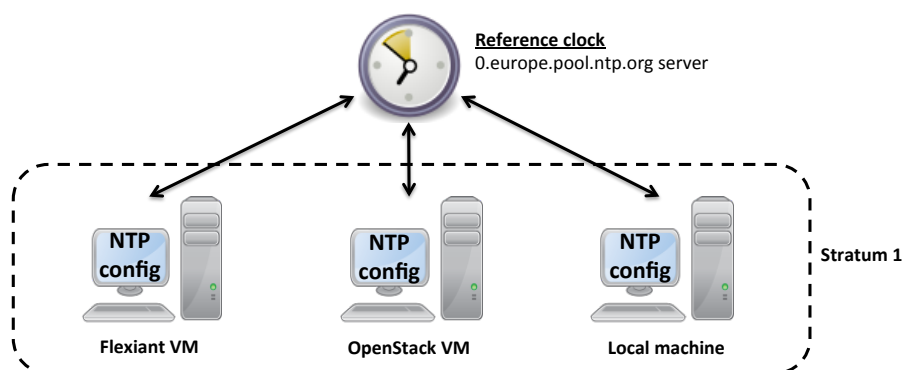 Reference clock
0.europe.pool.ntp.org server
NTP
config
NTP
config
NTP
config
Stratum 1
Flexiant VM
OpenStack VM
Local machine